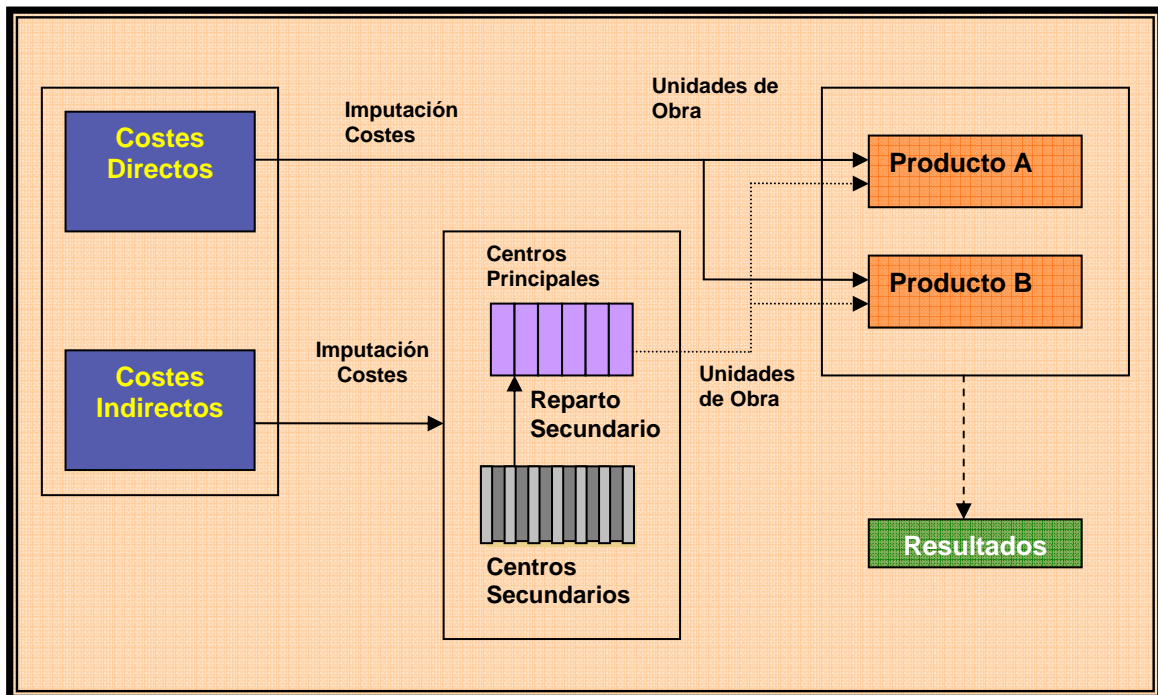 Unidades de
Obra
Imputación
Costes
Costes
Directos
Producto A
Centros
Principales
Producto B
Imputación
Costes
Costes
Indirectos
Unidades
de Obra
Reparto
Secundario
Resultados
Centros
Secundarios